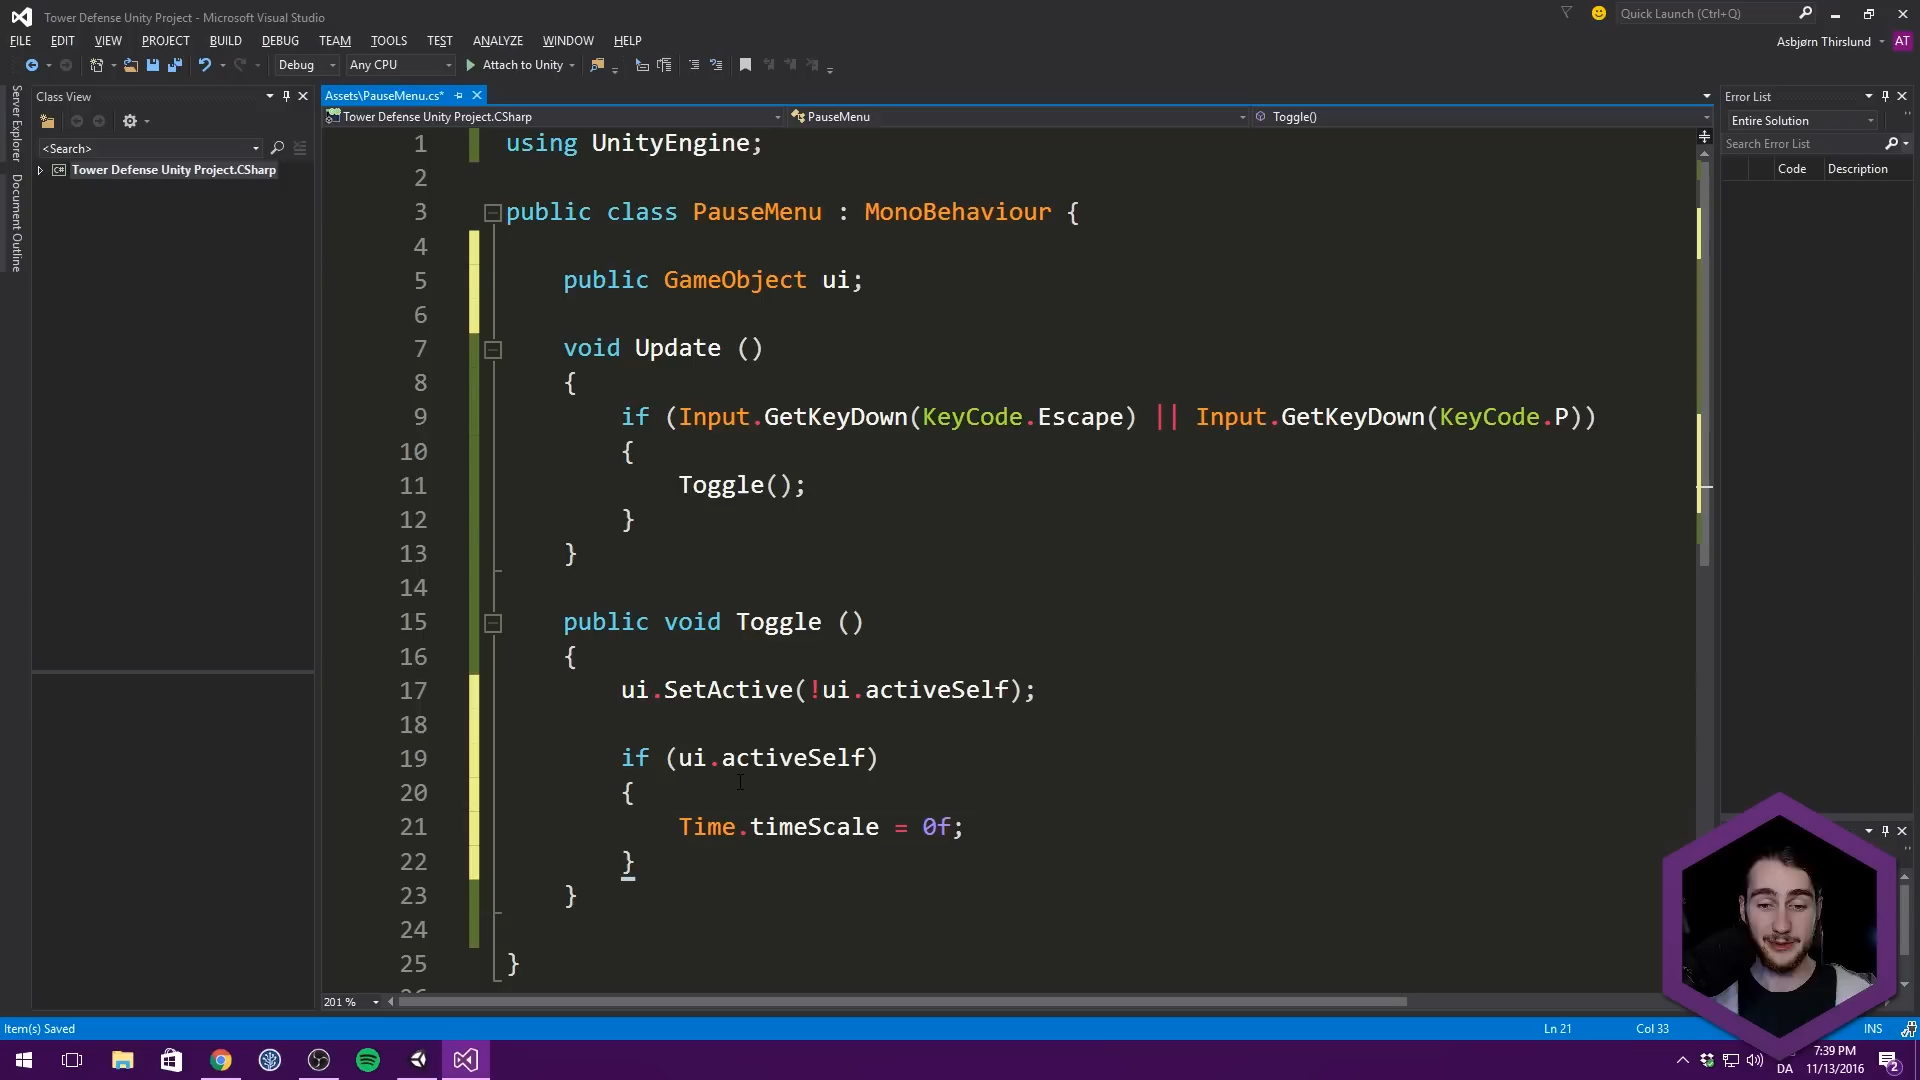 Tower Defense Unity Project - Microsoft Visual Studio
Quick Launch (Ctrl+Q)
FILE EDIT VIEW PROJECT BUILD DEBUG TEAM TOOLS TEST ANALYZE WINDOW HELP
Asbjørn Thirslund AT
Debug Any CPU Attach to Unity
Server Explorer
Document Outline
Class View
<Search>
Tower Defense Unity Project.CSharp
Assets\PauseMenu.cs*
Tower Defense Unity Project.CSharp PauseMenu Toggle()
Error List
Entire Solution
Search Error List
Code Description
1 using UnityEngine;
2
3 public class PauseMenu : MonoBehaviour {
4
5 public GameObject ui;
6
7 void Update ()
8 {
9 if (Input.GetKeyDown(KeyCode.Escape) || Input.GetKeyDown(KeyCode.P))
10 {
11 Toggle();
12 }
13 }
14
15 public void Toggle ()
16 {
17 ui.SetActive(!ui.activeSelf);
18
19 if (ui.activeSelf)
20 {
21 Time.timeScale = 0f;
22 }
23 }
24
25 }
201 %
Item(s) Saved Ln 21 Col 33 INS
DA
7:39 PM
11/13/2016
2